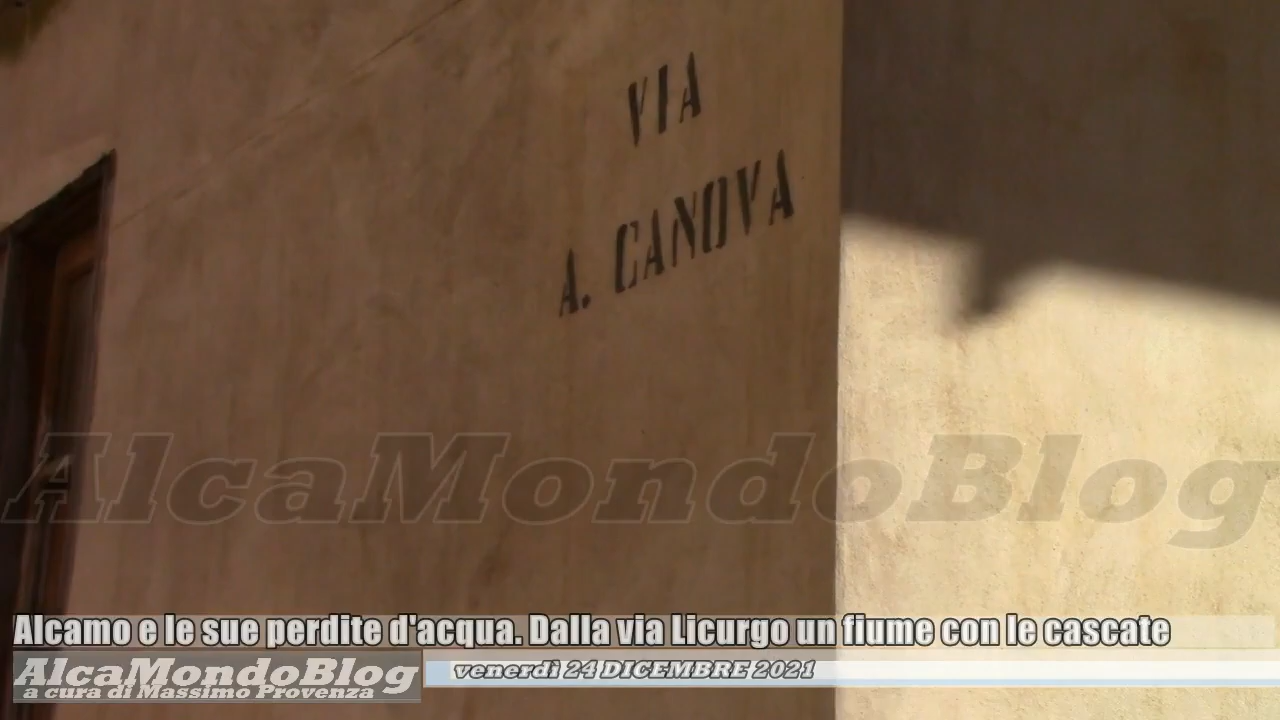 VIA
A. CANOVA
AlcaMondoBlog
Alcamo e le sue perdite d'acqua. Dalla via Licurgo un fiume con le cascate
AlcaMondoBlog
venerdì 24 DICEMBRE 2021
a cura di Massimo Provenza